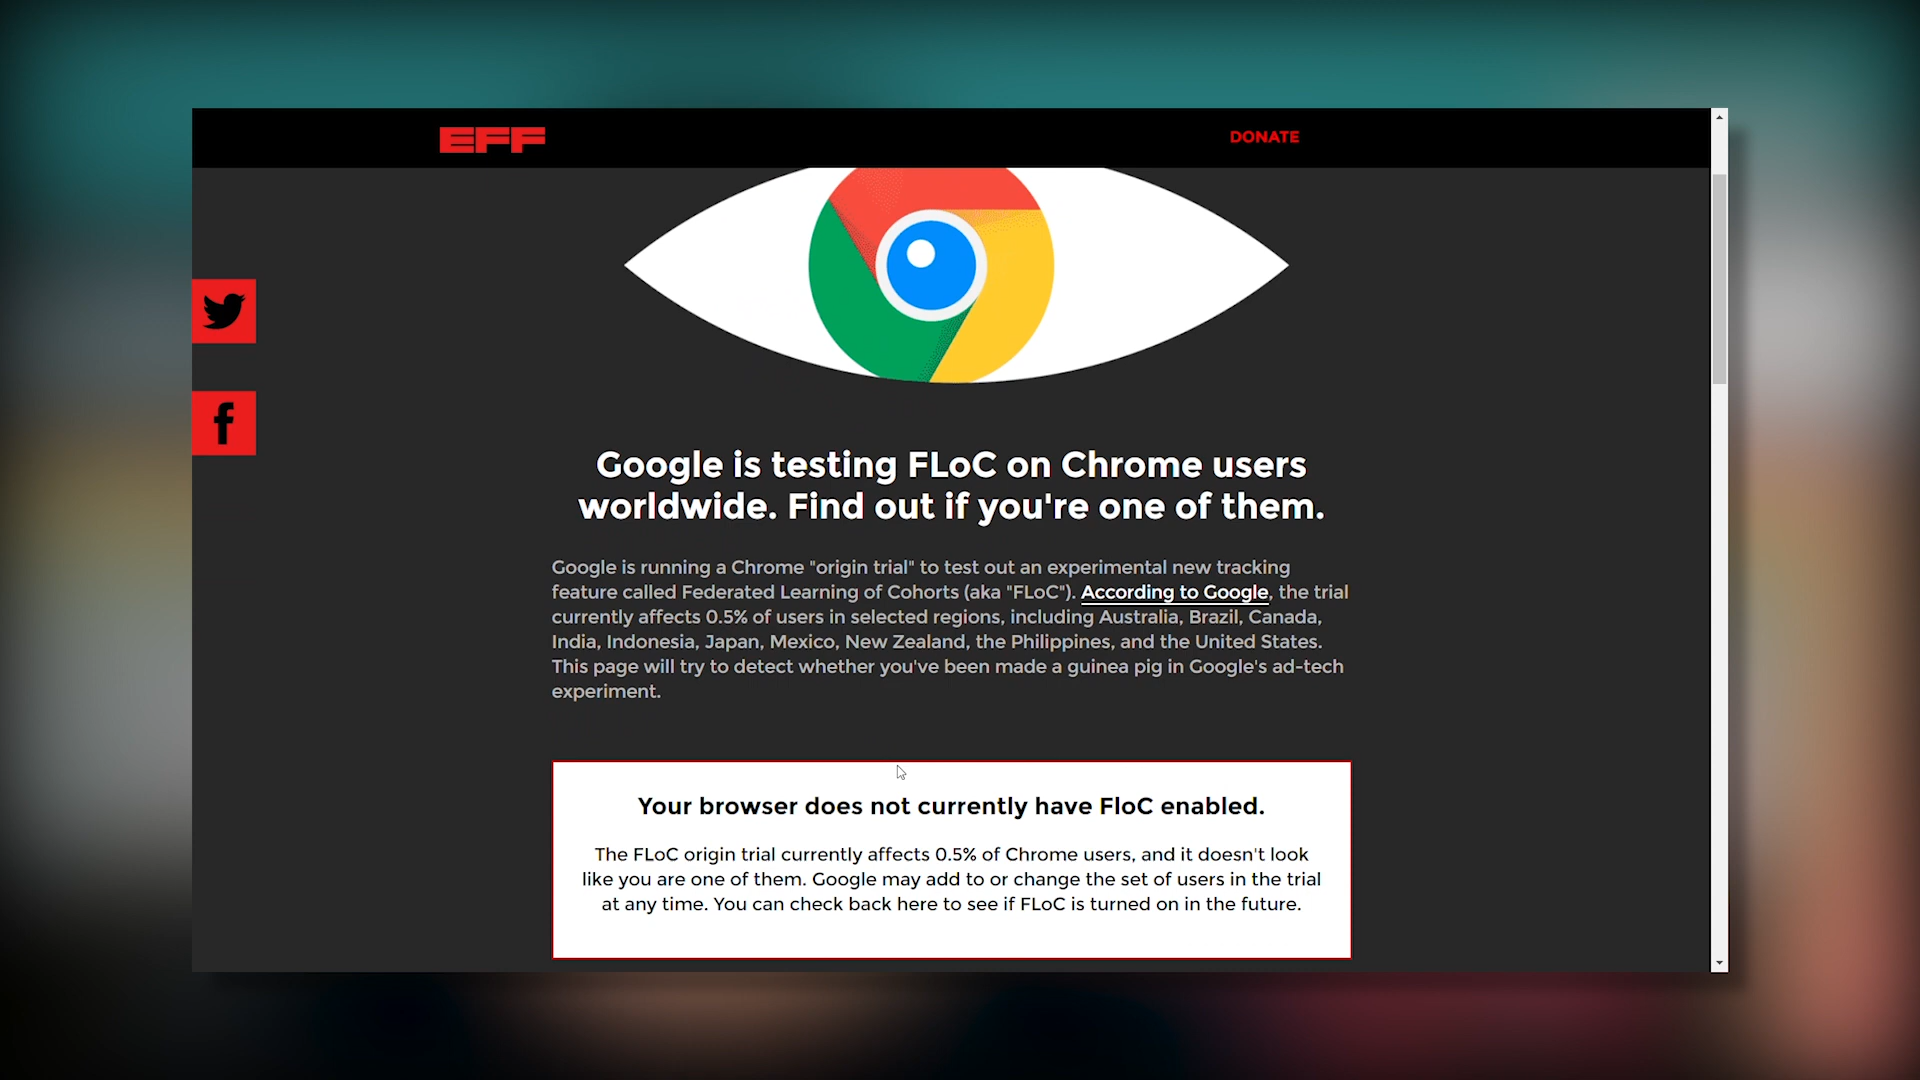 EFF
DONATE
Google is testing FLoC on Chrome users
worldwide. Find out if you're one of them.
Google is running a Chrome "origin trial" to test out an experimental new tracking
feature called Federated Learning of Cohorts (aka "FLoC"). According to Google, the trial
currently affects 0.5% of users in selected regions, including Australia, Brazil, Canada,
India, Indonesia, Japan, Mexico, New Zealand, the Philippines, and the United States.
This page will try to detect whether you've been made a guinea pig in Google's ad-tech
experiment.
Your browser does not currently have FloC enabled.
The FLoC origin trial currently affects 0.5% of Chrome users, and it doesn't look
like you are one of them. Google may add to or change the set of users in the trial
at any time. You can check back here to see if FLoC is turned on in the future.